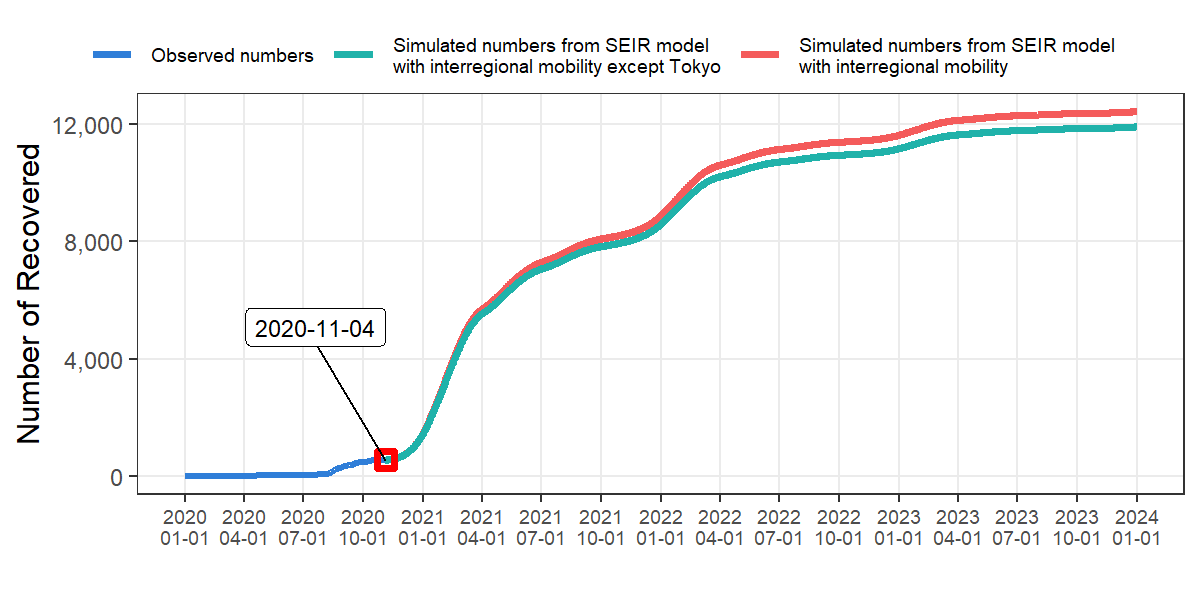 Observed numbers
Simulated numbers from SEIR model
with interregional mobility except Tokyo
Simulated numbers from SEIR model
with interregional mobility
Number of Recovered
12,000
8,000
4,000
0
2020-11-04
2020 2020 2020 2020 2021 2021 2021 2021 2022 2022 2022 2022 2023 2023 2023 2023 2024
01-01 04-01 07-01 10-01 01-01 04-01 07-01 10-01 01-01 04-01 07-01 10-01 01-01 04-01 07-01 10-01 01-01